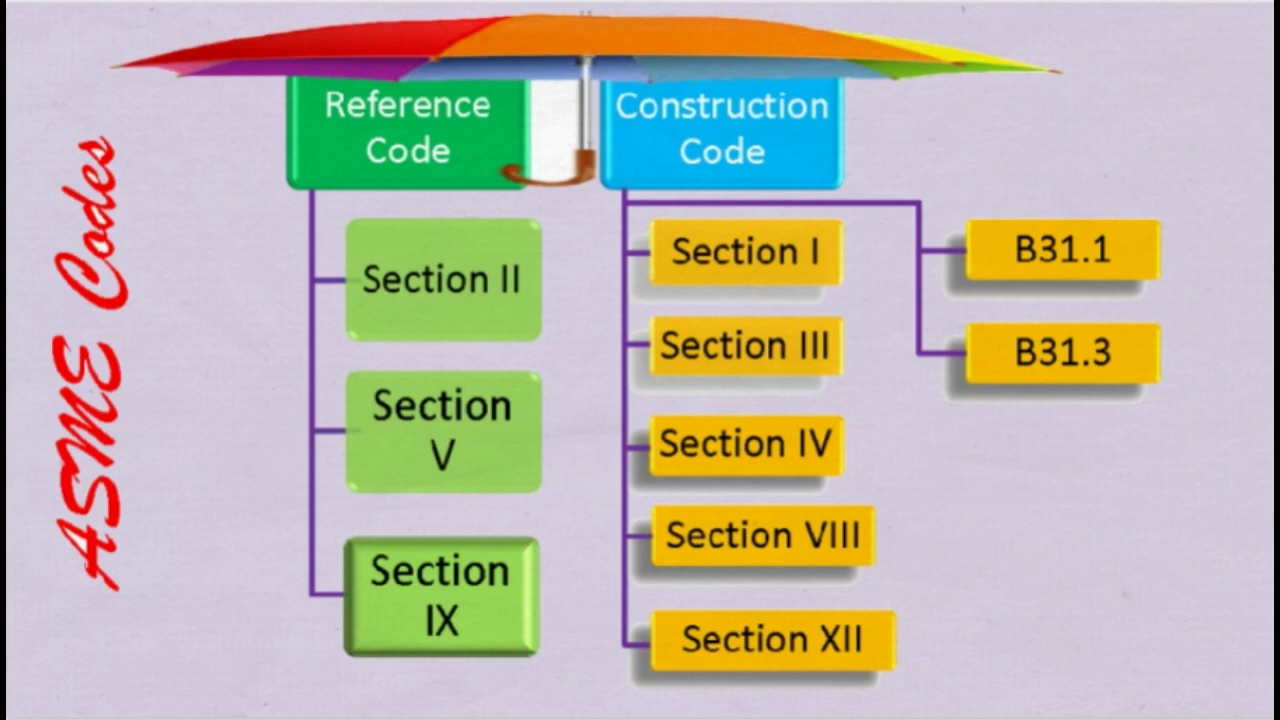 ASME Codes
Reference
Code
Section II
Section
V
Section
IX
Construction
Code
Section I
Section III
Section IV
Section VIII
Section XII
B31.1
B31.3